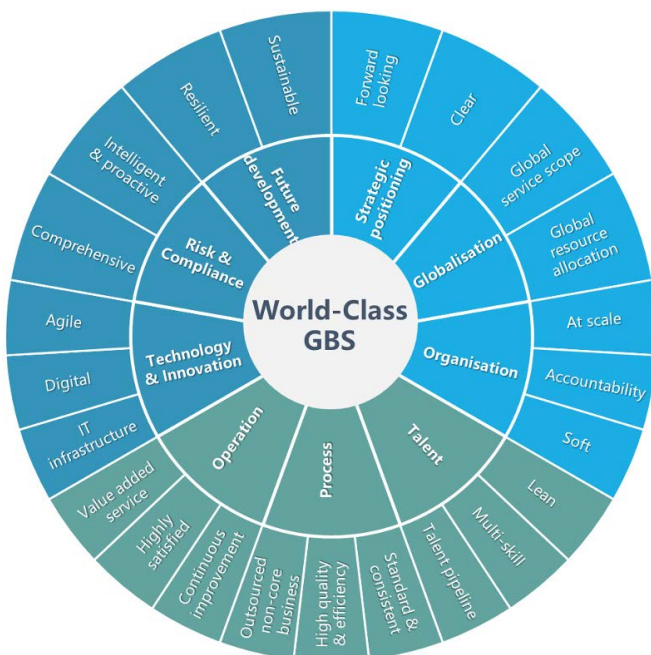 World-Class
GBS
Strategic
positioning
Forward
looking
Clear
Globalisation
Global
service scope
Global
resource
allocation
Organisation
At scale
Accountability
Soft
Talent
Lean
Multi-skill
Talent pipeline
Process
Standard &
consistent
High quality
& efficiency
Outsourced
non-core
business
Operation
Continuous
improvement
Highly
satisfied
Value added
service
Technology
& Innovation
IT
infrastructure
Digital
Agile
Risk &
Compliance
Comprehensive
Intelligent
& proactive
Future
development
Resilient
Sustainable